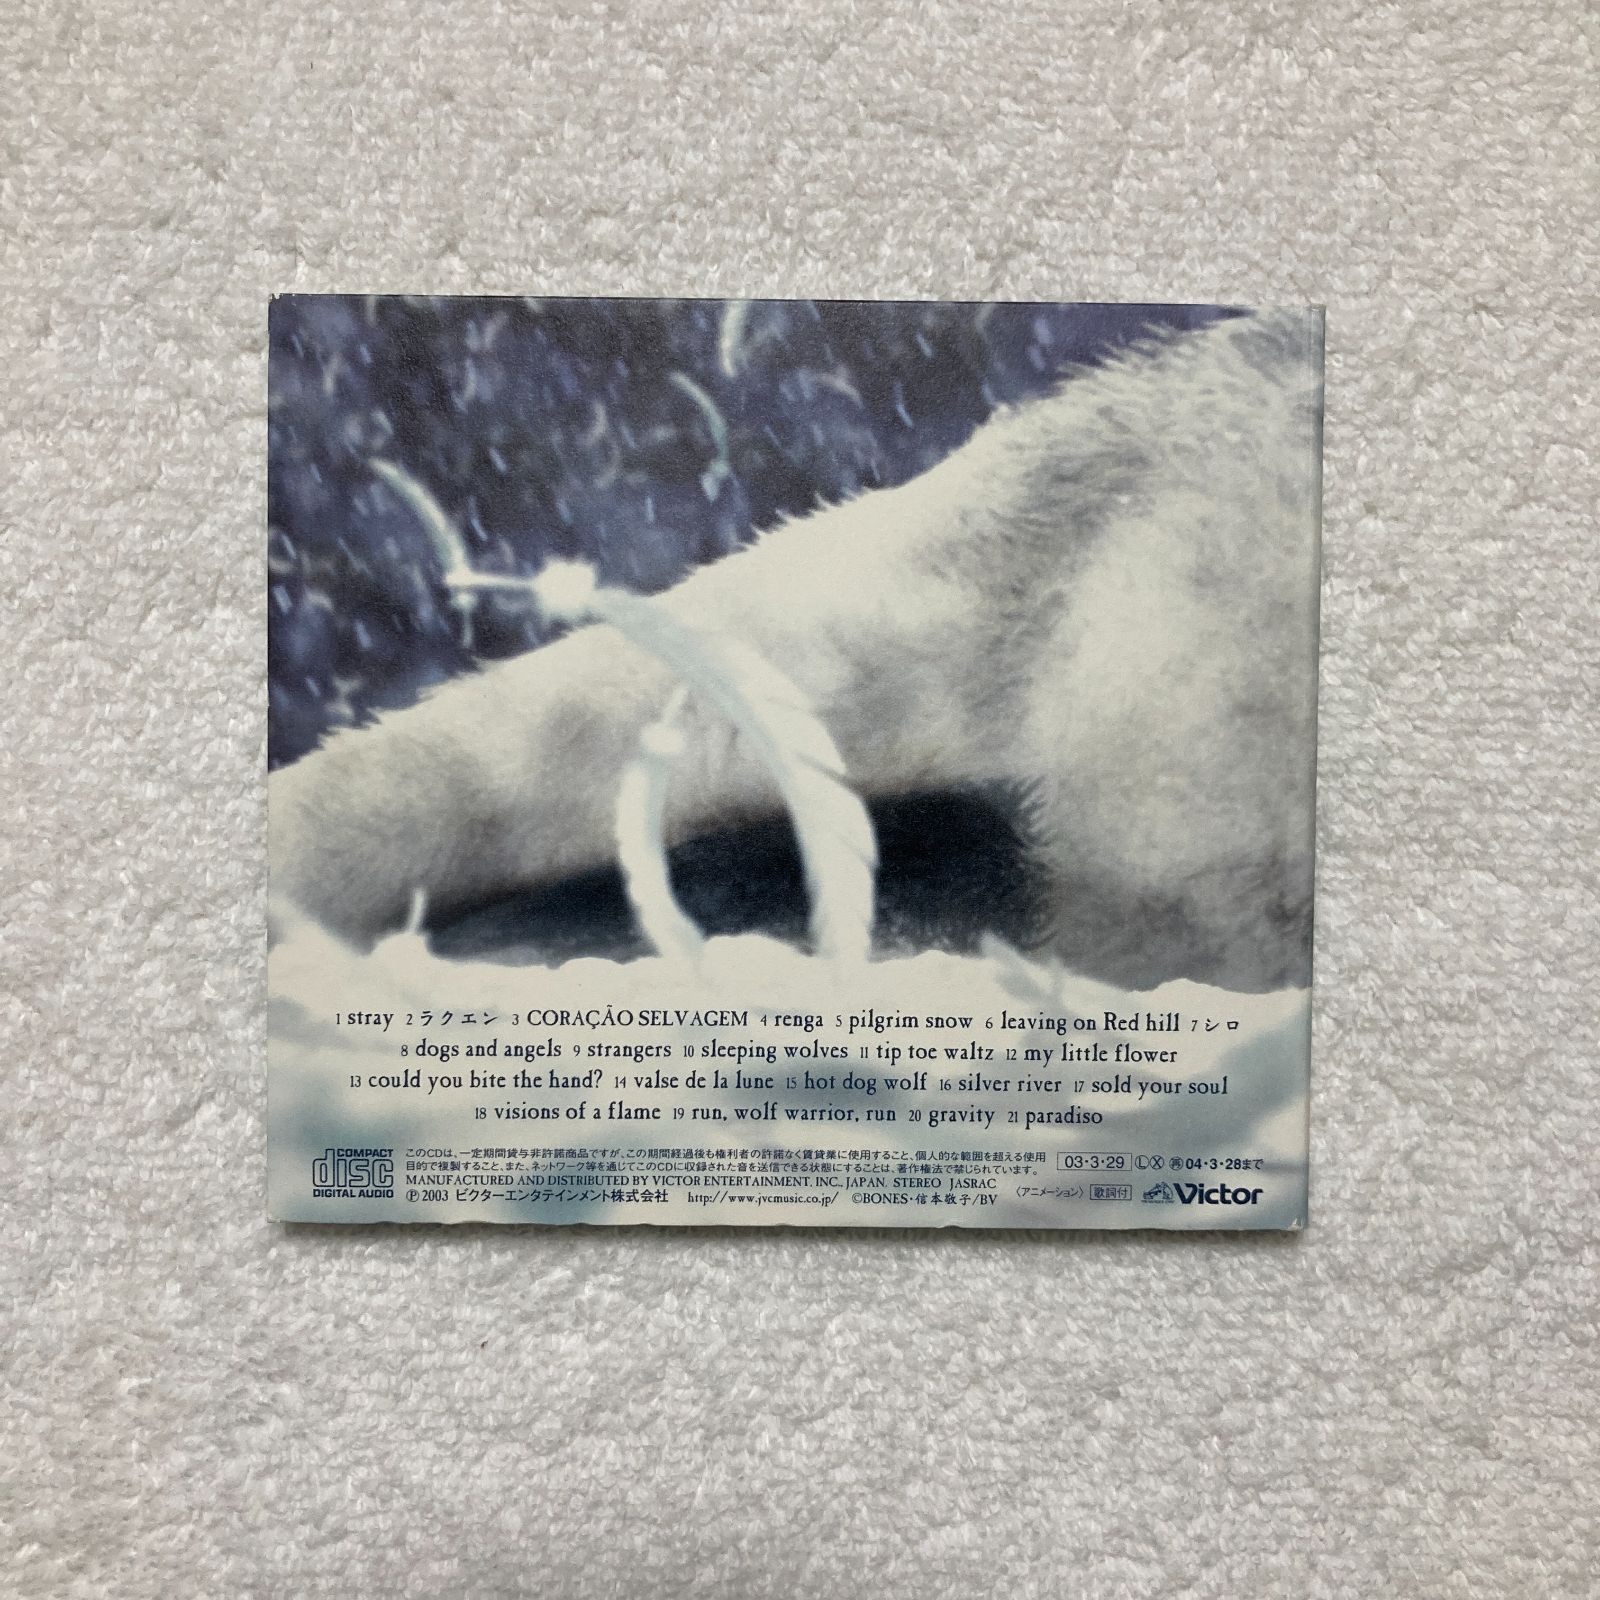 1 stray 2 ラクエン 3 CORAÇÃO SELVAGEM 4 renga 5 pilgrim snow 6 leaving on Red hill 7 シロ
8 dogs and angels 9 strangers 10 sleeping wolves 11 tip toe waltz 12 my little flower
13 could you bite the hand? 14 valse de la lune 15 hot dog wolf 16 silver river 17 sold your soul
18 visions of a flame 19 run, wolf warrior, run 20 gravity 21 paradiso
COMPACT disc DIGITAL AUDIO
このCDは、一定期間貸与非許諾商品ですが、この期間経過後も権利者の許諾なく賃貸業に使用すること、個人的な範囲を超える使用
目的で複製すること、また、ネットワーク等を通じてこのCDに収録された音を送信できる状態にすることは、著作権法で禁じられています。
03・3・29 Ⓛ Ⓧ ㊢04・3・28まで
MANUFACTURED AND DISTRIBUTED BY VICTOR ENTERTAINMENT, INC., JAPAN. STEREO JASRAC
Ⓟ2003 ビクターエンタテインメント株式会社 http://www.jvcmusic.co.jp/ ©BONES・信本敬子/BV
〈アニメーション〉 歌詞付 Victor